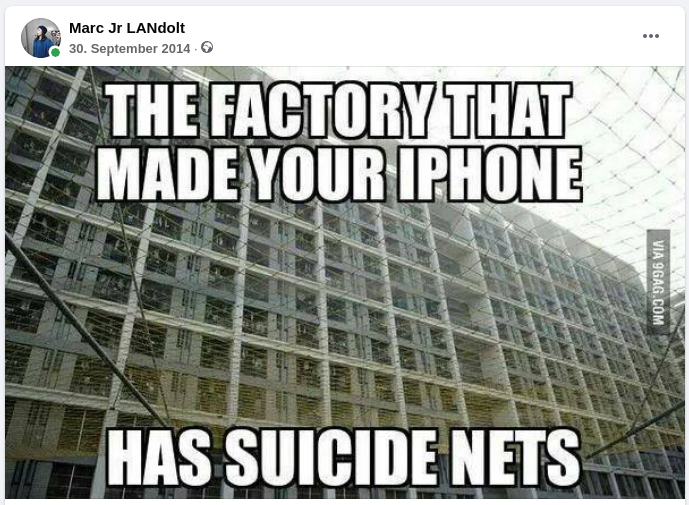 Marc Jr LANdolt
30. September 2014 ·
THE FACTORY THAT
MADE YOUR IPHONE
VIA 9GAG.COM
HAS SUICIDE NETS